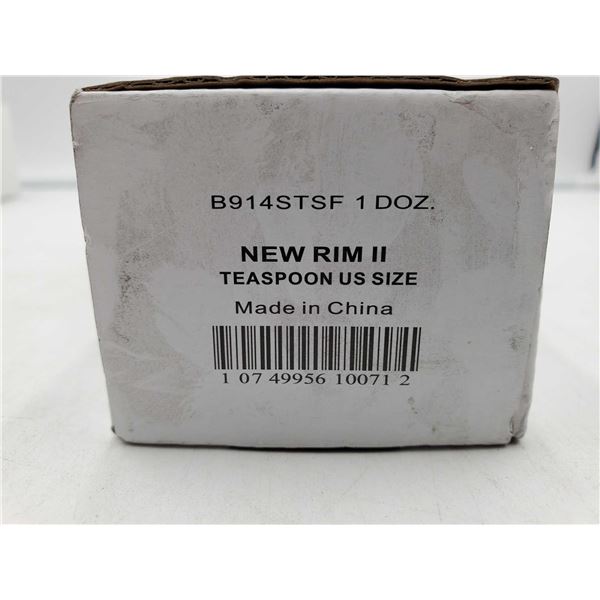 B914STSF 1 DOZ.
NEW RIM II
TEASPOON US SIZE
Made in China
1 07 49956 10071 2